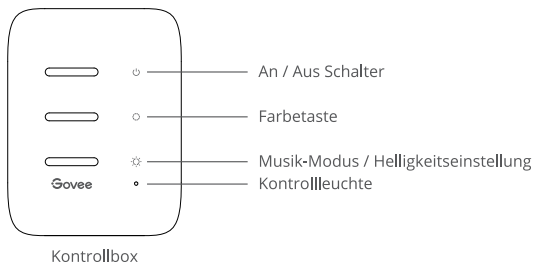 An / Aus Schalter
Farbetaste
Musik-Modus / Helligkeitseinstellung
Govee
Kontrollleuchte
Kontrollbox